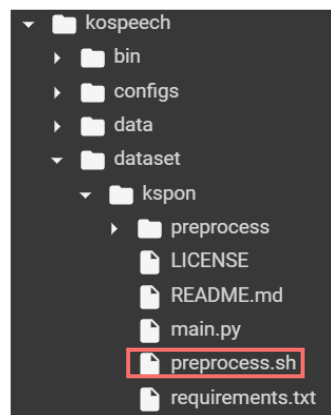 kospeech
bin
configs
data
dataset
kspon
preprocess
LICENSE
README.md
main.py
preprocess.sh
requirements.txt